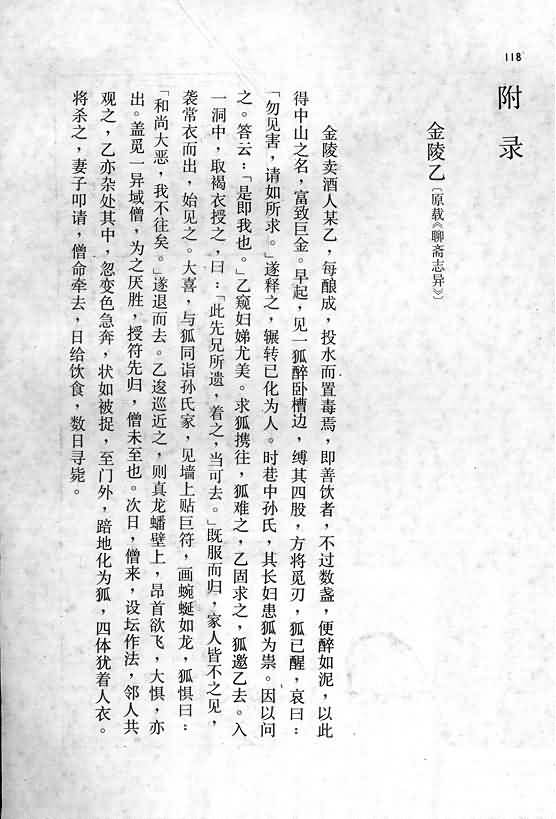 118
附录
金陵乙〔原载《聊斋志异》〕
金陵卖酒人某乙，每酿成，投水而置毒焉，即善饮者，不过数盏，便醉如泥，以此
得中山之名，富致巨金。早起，见一狐醉卧槽边，缚其四股，方将觅刃，狐已醒，哀曰：
「勿见害，请如所求。」遂释之，辗转已化为人。时巷中孙氏，其长妇患狐为祟。因以问
之。答云：「是即我也。」乙窥妇娣尤美。求狐携往，狐难之，乙固求之，狐邀乙去。入
一洞中，取褐衣授之，曰：「此先兄所遗，着之，当可去。」既服而归，家人皆不之见，
袭常衣而出，始见之。大喜，与狐同诣孙氏家，见墙上贴巨符，画蜿蜒如龙，狐惧曰：
「和尚大恶，我不往矣。」遂退而去。乙逡巡近之，则真龙蟠壁上，昂首欲飞，大惧，亦
出。盖觅一异域僧，为之厌胜，授符先归，僧未至也。次日，僧来，设坛作法，邻人共
观之，乙亦杂处其中，忽变色急奔，状如被捉，至门外，踣地化为狐，四体犹着人衣。
将杀之，妻子叩请，僧命牵去，日给饮食，数日寻毙。